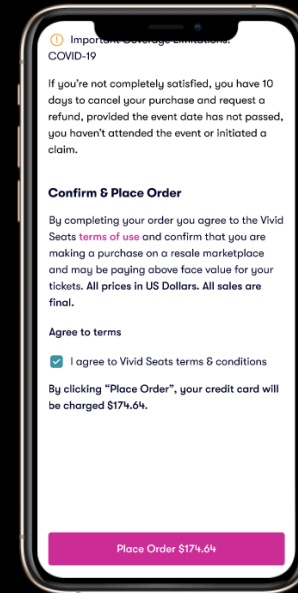 Important Coverage Limitations:
COVID-19
If you're not completely satisfied, you have 10
days to cancel your purchase and request a
refund, provided the event date has not passed,
you haven't attended the event or initiated a
claim.
Confirm & Place Order
By completing your order you agree to the Vivid
Seats terms of use and confirm that you are
making a purchase on a resale marketplace
and may be paying above face value for your
tickets. All prices in US Dollars. All sales are
final.
Agree to terms
I agree to Vivid Seats terms & conditions
By clicking “Place Order”, your credit card will
be charged $174.64.
Place Order $174.64